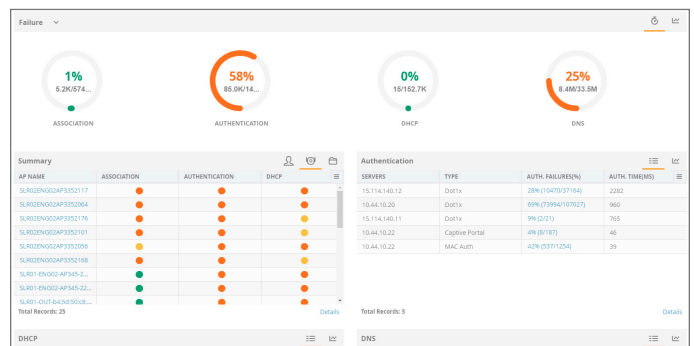 Failure
1%
5.2K/574...
ASSOCIATION
58%
85.0K/14...
AUTHENTICATION
0%
15/152.7K
DHCP
25%
8.4M/33.5M
DNS
Summary
AP NAME ASSOCIATION AUTHENTICATION DHCP
SLR02ENG02AP3352117
SLR02ENG02AP3352064
SLR02ENG02AP3352176
SLR02ENG02AP3352101
SLR02ENG02AP3352056
SLR02ENG02AP3352168
SLR01-ENG02-AP345-2...
SLR01-ENG02-AP345-22...
SLR01-OUT-b4:5d:50:c8:...
Total Records: 25 Details
Authentication
SERVERS TYPE AUTH. FAILURES(%) AUTH. TIME(MS)
15.114.140.12 Dot1x 28% (10470/37164) 2282
10.44.10.20 Dot1x 69% (73994/107027) 960
15.114.140.11 Dot1x 9% (2/21) 765
10.44.10.22 Captive Portal 4% (8/187) 46
10.44.10.22 MAC Auth 42% (537/1254) 39
Total Records: 5 Details
DHCP
DNS